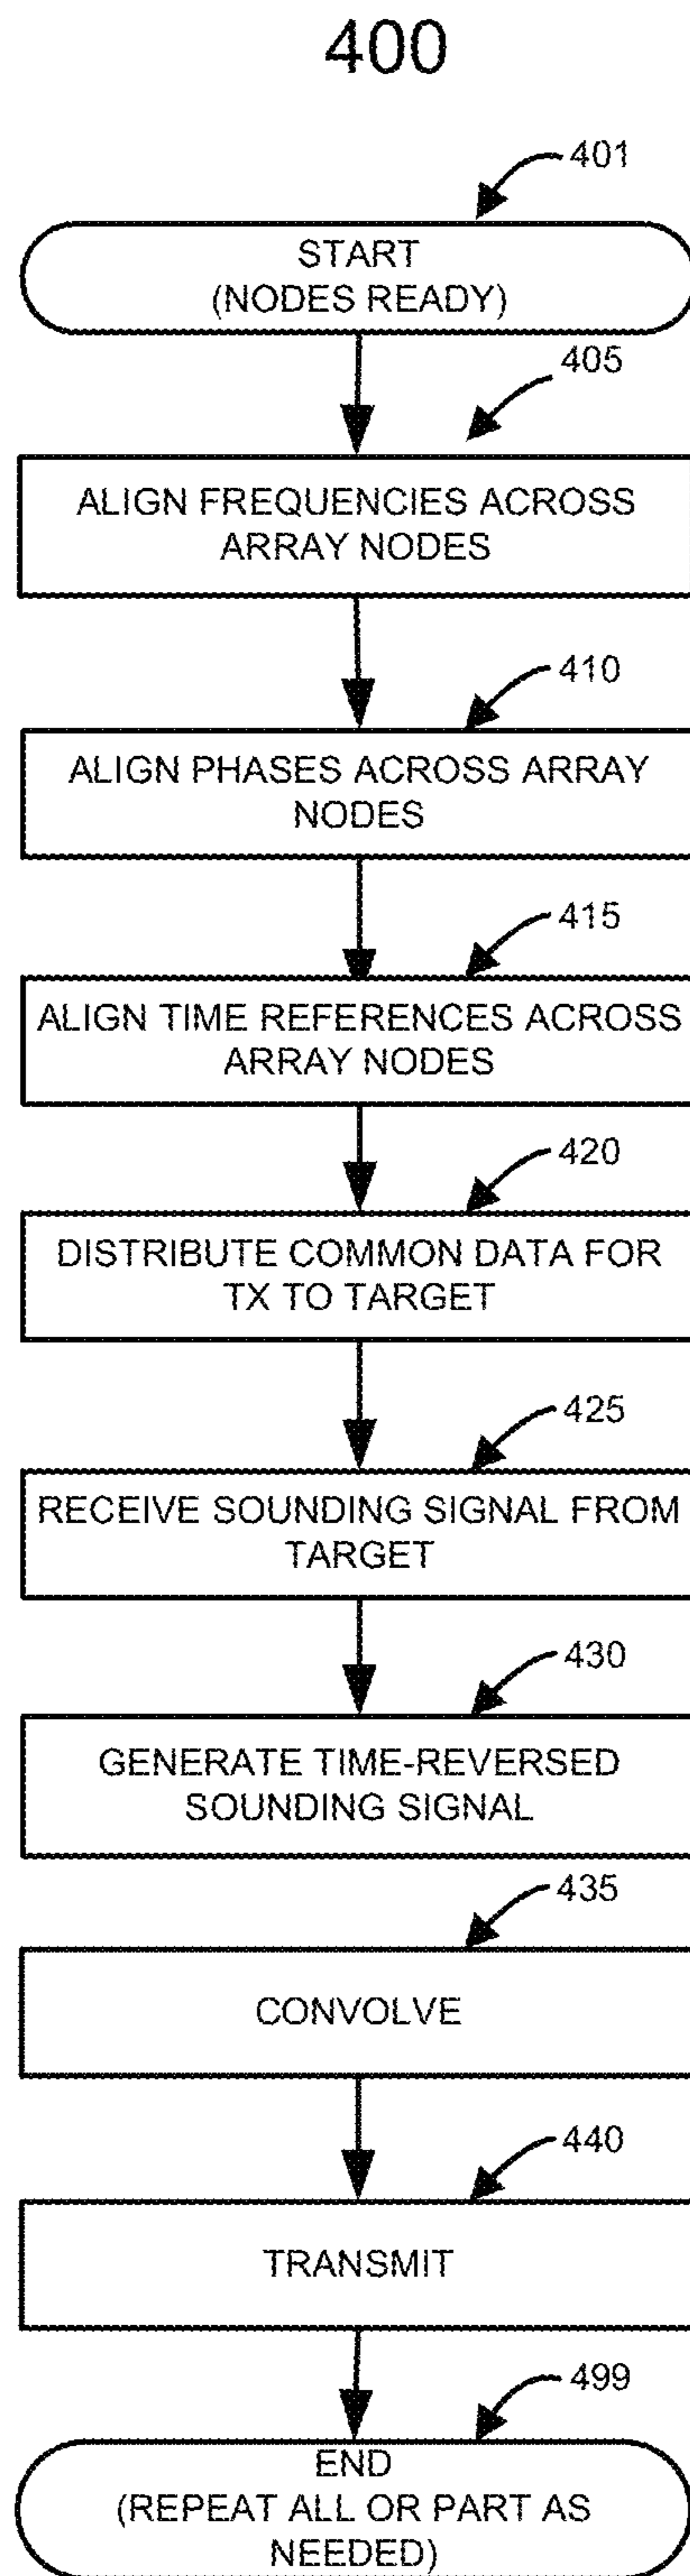 400
401
START
(NODES READY)
405
ALIGN FREQUENCIES ACROSS
ARRAY NODES
410
ALIGN PHASES ACROSS ARRAY
NODES
415
ALIGN TIME REFERENCES ACROSS
ARRAY NODES
420
DISTRIBUTE COMMON DATA FOR
TX TO TARGET
425
RECEIVE SOUNDING SIGNAL FROM
TARGET
430
GENERATE TIME-REVERSED
SOUNDING SIGNAL
435
CONVOLVE
440
TRANSMIT
499
END
(REPEAT ALL OR PART AS
NEEDED)